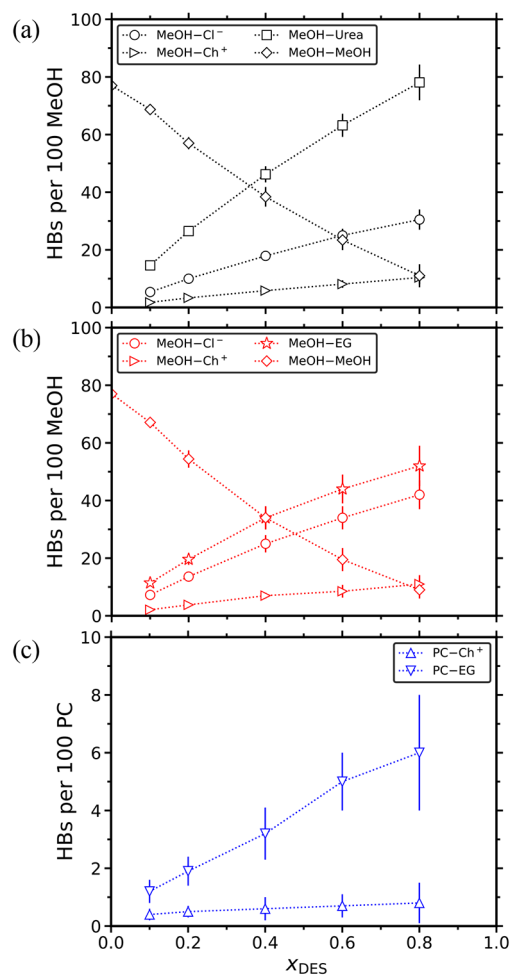 (a)
MeOH−Cl⁻
MeOH−Urea
MeOH−Ch⁺
MeOH−MeOH
HBs per 100 MeOH
100
80
60
40
20
0
(b)
MeOH−Cl⁻
MeOH−EG
MeOH−Ch⁺
MeOH−MeOH
HBs per 100 MeOH
100
80
60
40
20
0
(c)
PC−Ch⁺
PC−EG
HBs per 100 PC
10
8
6
4
2
0
0.0 0.2 0.4 0.6 0.8 1.0
x_DES